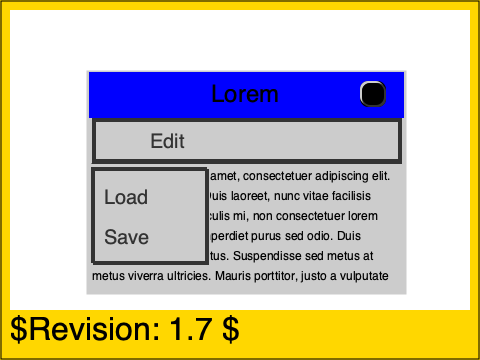 Lorem
Edit
amet, consectetuer adipiscing elit.
Load
uis laoreet, nunc vitae facilisis
culis mi, non consectetuer lorem
Save
perdiet purus sed odio. Duis
tus. Suspendisse sed metus at
metus viverra ultricies. Mauris porttitor, justo a vulputate
$Revision: 1.7 $